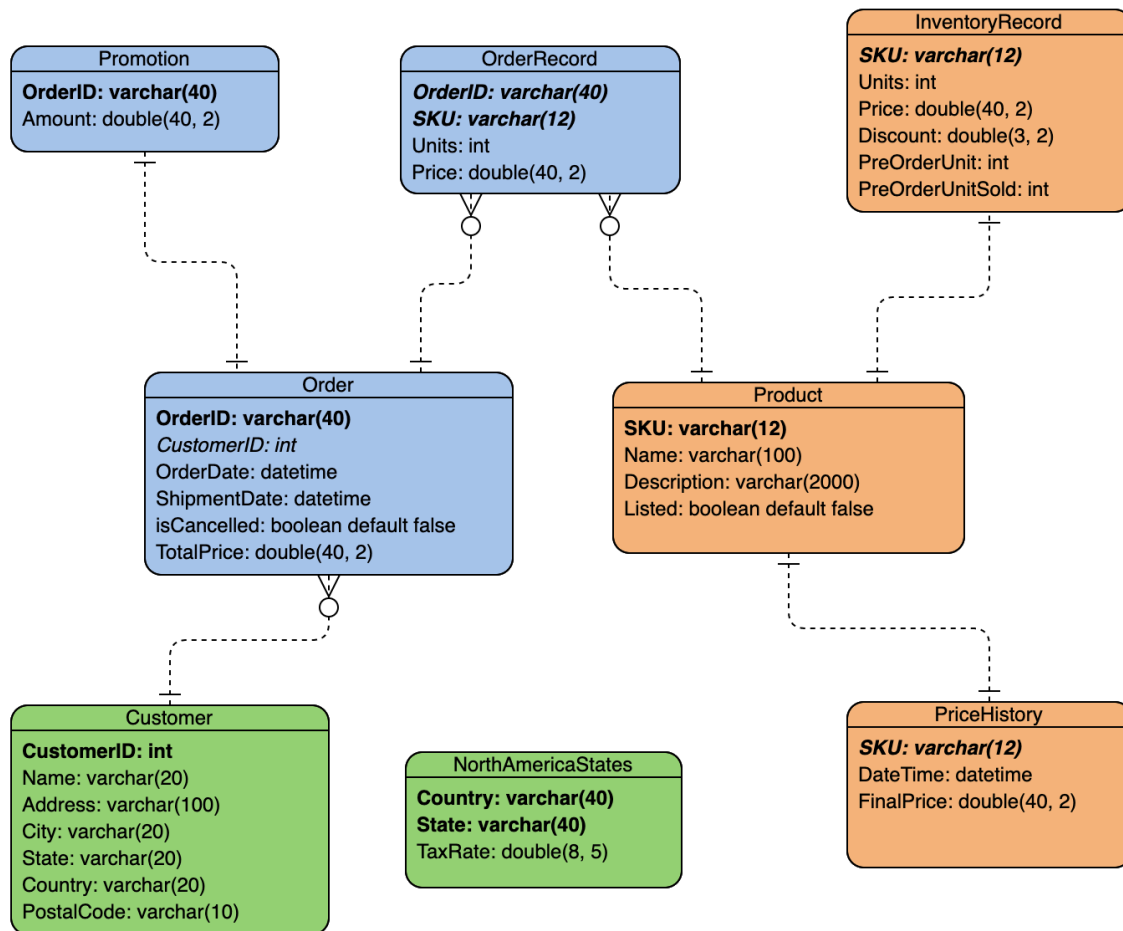 Promotion
OrderID: varchar(40)
Amount: double(40, 2)
OrderRecord
OrderID: varchar(40)
SKU: varchar(12)
Units: int
Price: double(40, 2)
InventoryRecord
SKU: varchar(12)
Units: int
Price: double(40, 2)
Discount: double(3, 2)
PreOrderUnit: int
PreOrderUnitSold: int
Order
OrderID: varchar(40)
CustomerID: int
OrderDate: datetime
ShipmentDate: datetime
isCancelled: boolean default false
TotalPrice: double(40, 2)
Product
SKU: varchar(12)
Name: varchar(100)
Description: varchar(2000)
Listed: boolean default false
Customer
CustomerID: int
Name: varchar(20)
Address: varchar(100)
City: varchar(20)
State: varchar(20)
Country: varchar(20)
PostalCode: varchar(10)
NorthAmericaStates
Country: varchar(40)
State: varchar(40)
TaxRate: double(8, 5)
PriceHistory
SKU: varchar(12)
DateTime: datetime
FinalPrice: double(40, 2)